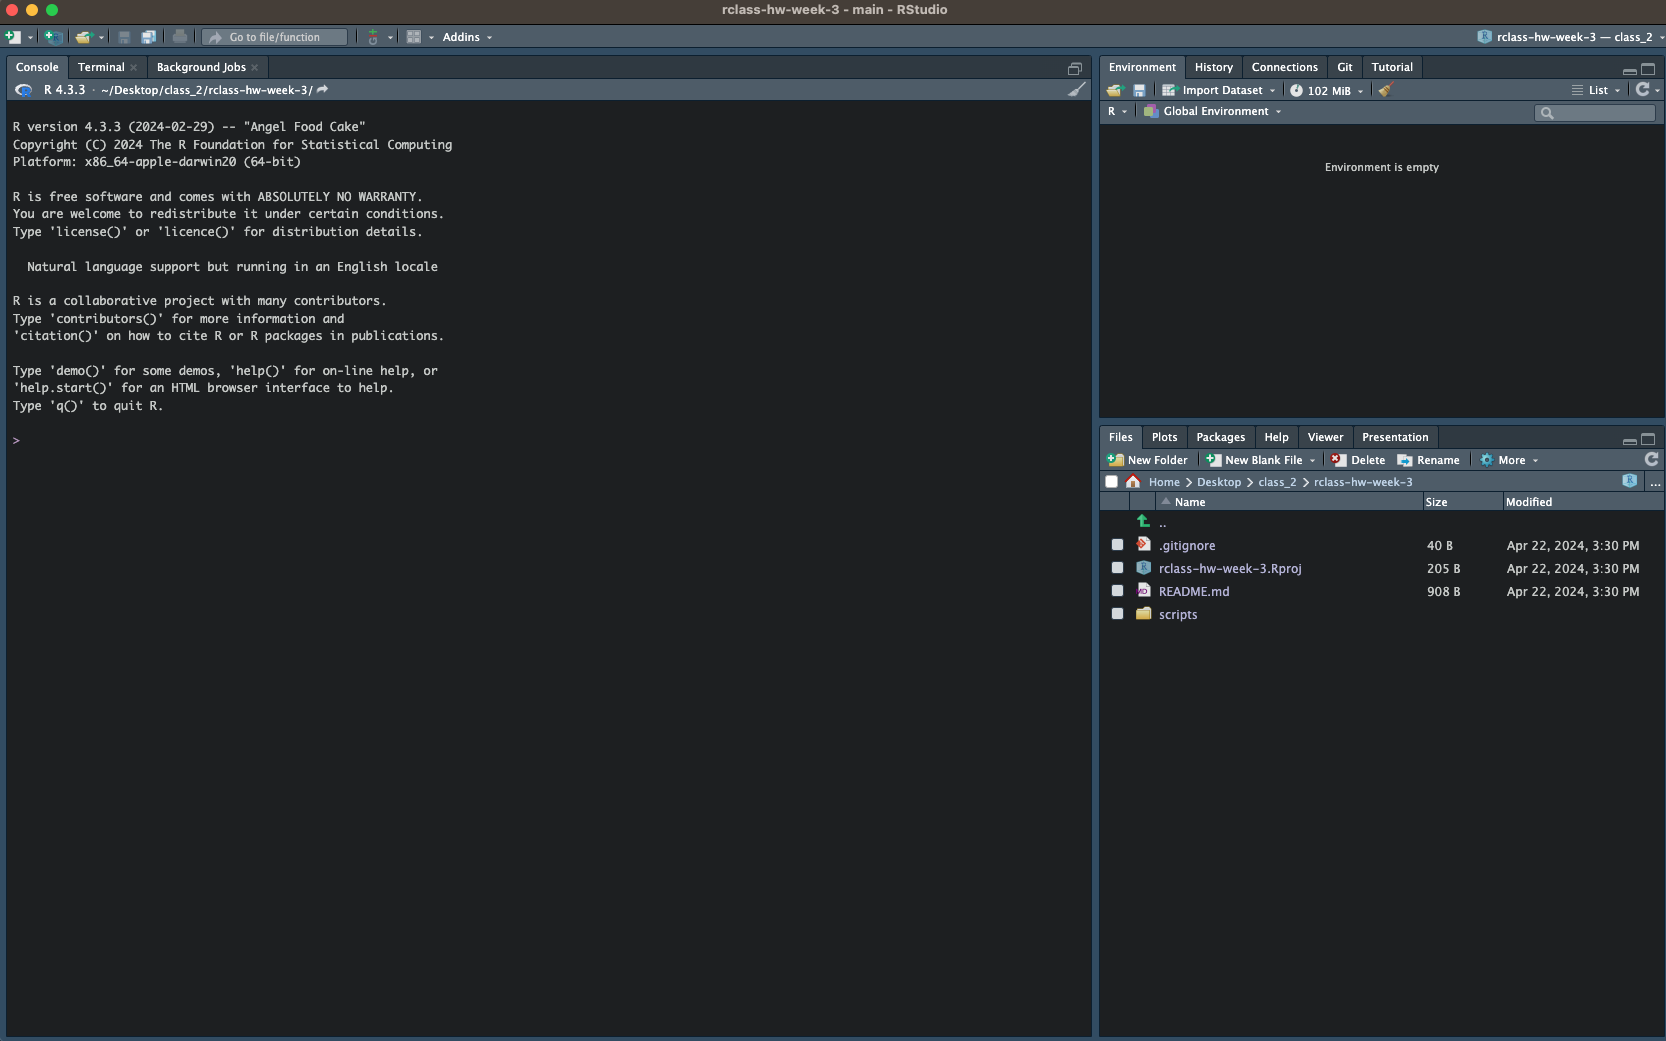 rclass-hw-week-3 - main - RStudio
Go to file/function
Addins
rclass-hw-week-3 — class_2
Console Terminal Background Jobs
R 4.3.3 · ~/Desktop/class_2/rclass-hw-week-3/
R version 4.3.3 (2024-02-29) -- "Angel Food Cake"
Copyright (C) 2024 The R Foundation for Statistical Computing
Platform: x86_64-apple-darwin20 (64-bit)
R is free software and comes with ABSOLUTELY NO WARRANTY.
You are welcome to redistribute it under certain conditions.
Type 'license()' or 'licence()' for distribution details.
Natural language support but running in an English locale
R is a collaborative project with many contributors.
Type 'contributors()' for more information and
'citation()' on how to cite R or R packages in publications.
Type 'demo()' for some demos, 'help()' for on-line help, or
'help.start()' for an HTML browser interface to help.
Type 'q()' to quit R.
>
Environment History Connections Git Tutorial
Import Dataset 102 MiB List
R Global Environment
Environment is empty
Files Plots Packages Help Viewer Presentation
New Folder New Blank File Delete Rename More
Home Desktop class_2 rclass-hw-week-3 ...
Name Size Modified
..
.gitignore 40 B Apr 22, 2024, 3:30 PM
rclass-hw-week-3.Rproj 205 B Apr 22, 2024, 3:30 PM
README.md 908 B Apr 22, 2024, 3:30 PM
scripts